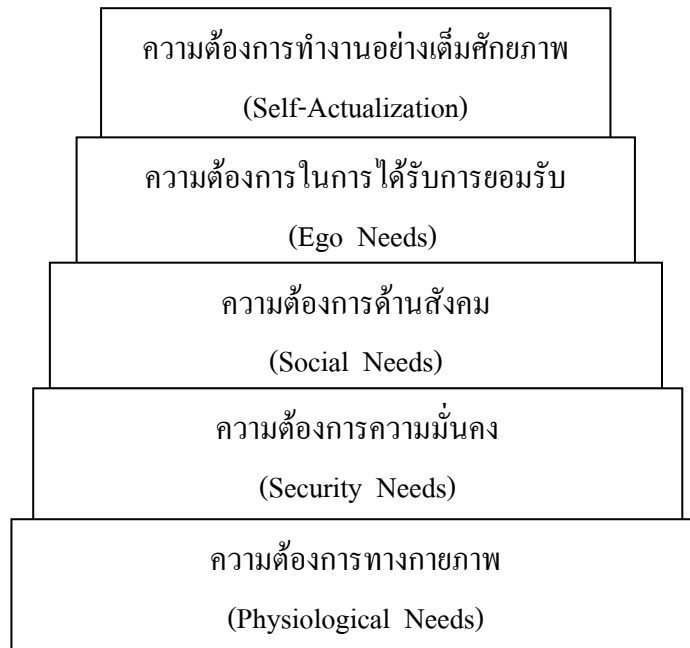 ความต้องการทำงานอย่างเต็มศักยภาพ
(Self-Actualization)
ความต้องการในการได้รับการยอมรับ
(Ego Needs)
ความต้องการด้านสังคม
(Social Needs)
ความต้องการความมั่นคง
(Security Needs)
ความต้องการทางกายภาพ
(Physiological Needs)